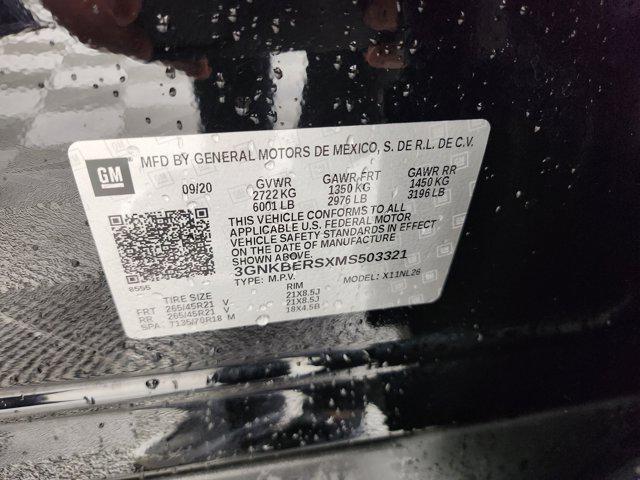 MFD BY GENERAL MOTORS DE MÉXICO, S. DE R.L. DE C.V.
GM
09/20 GVWR GAWR FRT GAWR RR
2722 KG 1350 KG 1450 KG
6001 LB 2976 LB 3196 LB
THIS VEHICLE CONFORMS TO ALL
APPLICABLE U.S. FEDERAL MOTOR
VEHICLE SAFETY STANDARDS IN EFFECT
ON THE DATE OF MANUFACTURE
SHOWN ABOVE.
3GNKBERSXMS503321
8555 TYPE: M.P.V. MODEL: X11NL26
TIRE SIZE RIM
FRT 265/45R21 V 21X8.5J
RR 265/45R21 V 21X8.5J
SPA T135/70R18 M 18X4.5B